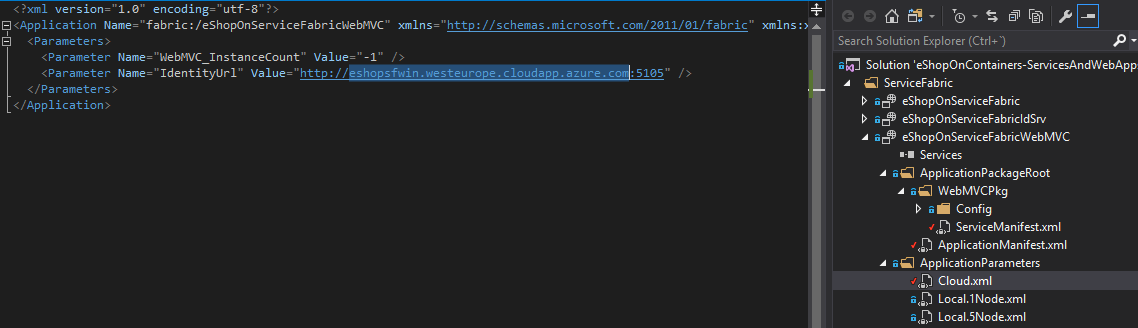 <?xml version="1.0" encoding="utf-8"?>
<Application Name="fabric:/eShopOnServiceFabricWebMVC" xmlns="http://schemas.microsoft.com/2011/01/fabric" xmlns:x
<Parameters>
<Parameter Name="WebMVC_InstanceCount" Value="-1" />
<Parameter Name="IdentityUrl" Value="http://eshopsfwin.westeurope.cloudapp.azure.com:5105" />
</Parameters>
</Application>
Search Solution Explorer (Ctrl+`)
Solution 'eShopOnContainers-ServicesAndWebApps
ServiceFabric
eShopOnServiceFabric
eShopOnServiceFabricIdSrv
eShopOnServiceFabricWebMVC
Services
ApplicationPackageRoot
WebMVCPkg
Config
ServiceManifest.xml
ApplicationManifest.xml
ApplicationParameters
Cloud.xml
Local.1Node.xml
Local.5Node.xml